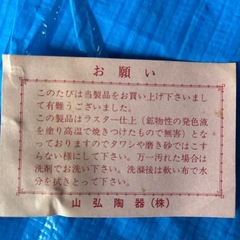 お願い
このたびは当製品をお買い上げ下さいまし
て有難うございました。
この製品はラスター仕上(鉱物性の発色液
を塗り高温で焼きつけたもので無害)とな
っておりますのでタワシや磨き砂ではこす
らない様にして下さい。万一汚れた場合は
洗剤でお洗い下さい。洗滌後は軟い布で水
分を拭きとって下さい。
山弘陶器(株)